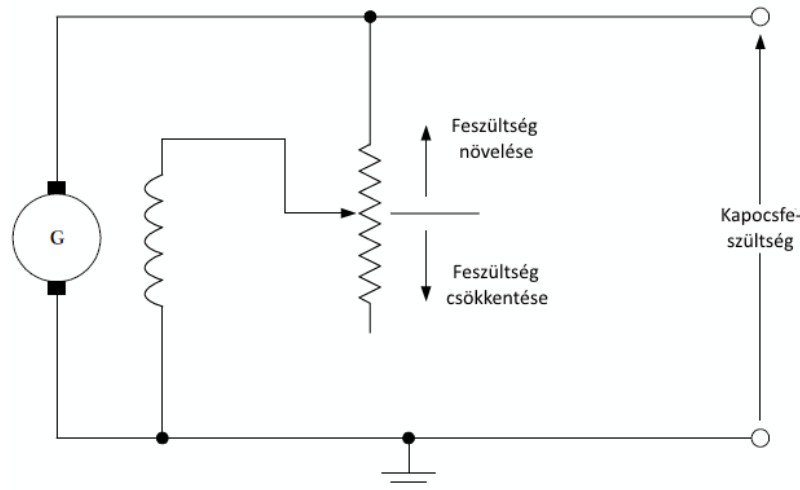 Feszültség
növelése
G
Kapocsfe-
szültség
Feszültség
csökkentése